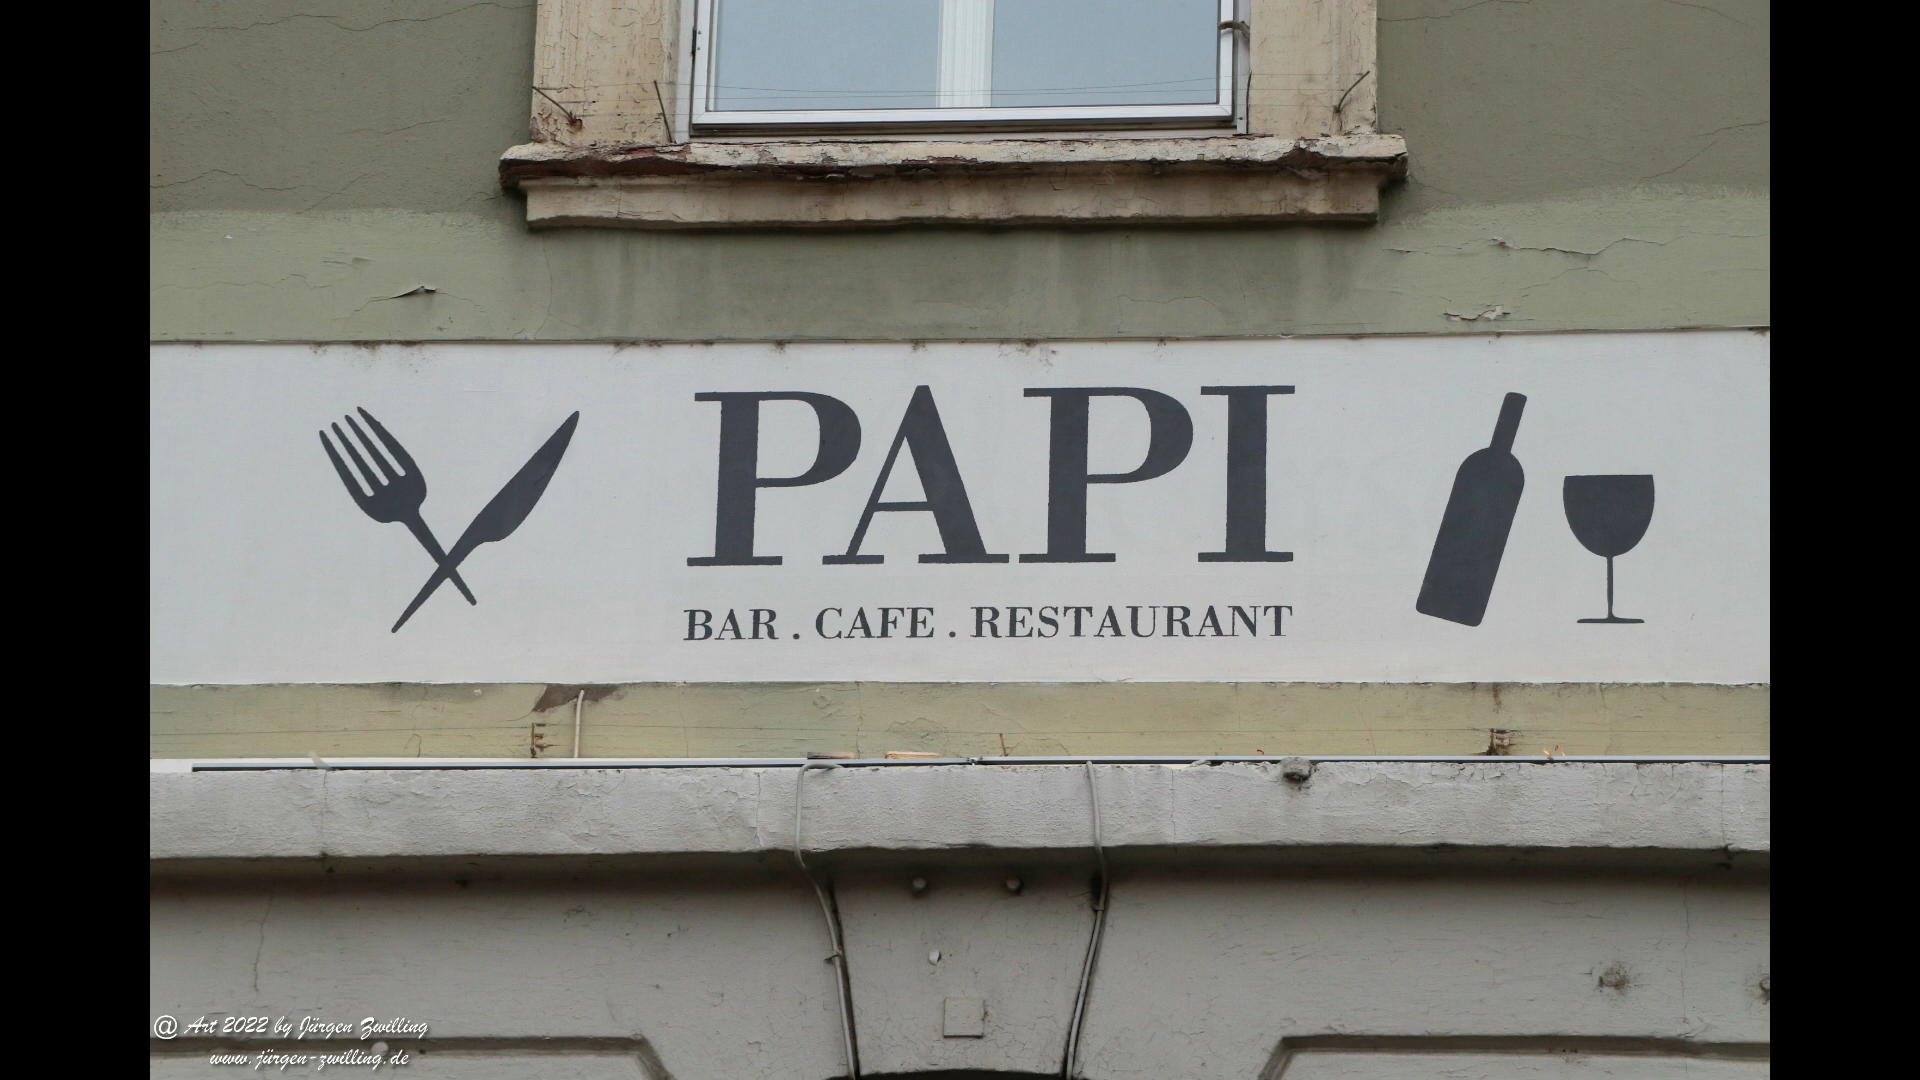 PAPI
BAR . CAFE . RESTAURANT
@ Art 2022 by Jürgen Zwilling
www.jürgen-zwilling.de